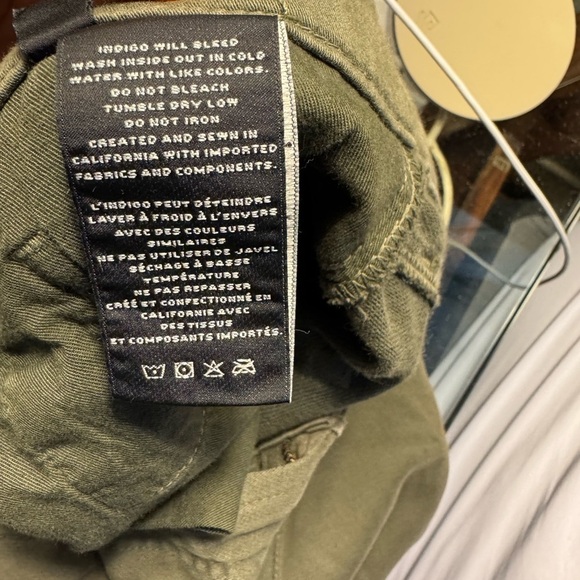 INDIGO WILL BLEED
WASH INSIDE OUT IN COLD
WATER WITH LIKE COLORS.
DO NOT BLEACH
TUMBLE DRY LOW
DO NOT IRON
CREATED AND SEWN IN
CALIFORNIA WITH IMPORTED
FABRICS AND COMPONENTS.
L'INDIGO PEUT DÉTEINDRE
LAVER À FROID À L'ENVERS
AVEC DES COULEURS
SIMILAIRES
NE PAS UTILISER DE JAVEL
SÉCHAGE À BASSE
TEMPÉRATURE
NE PAS REPASSER
CRÉÉ ET CONFECTIONNÉ EN
CALIFORNIE AVEC
DES TISSUS
ET COMPOSANTS IMPORTÉS.